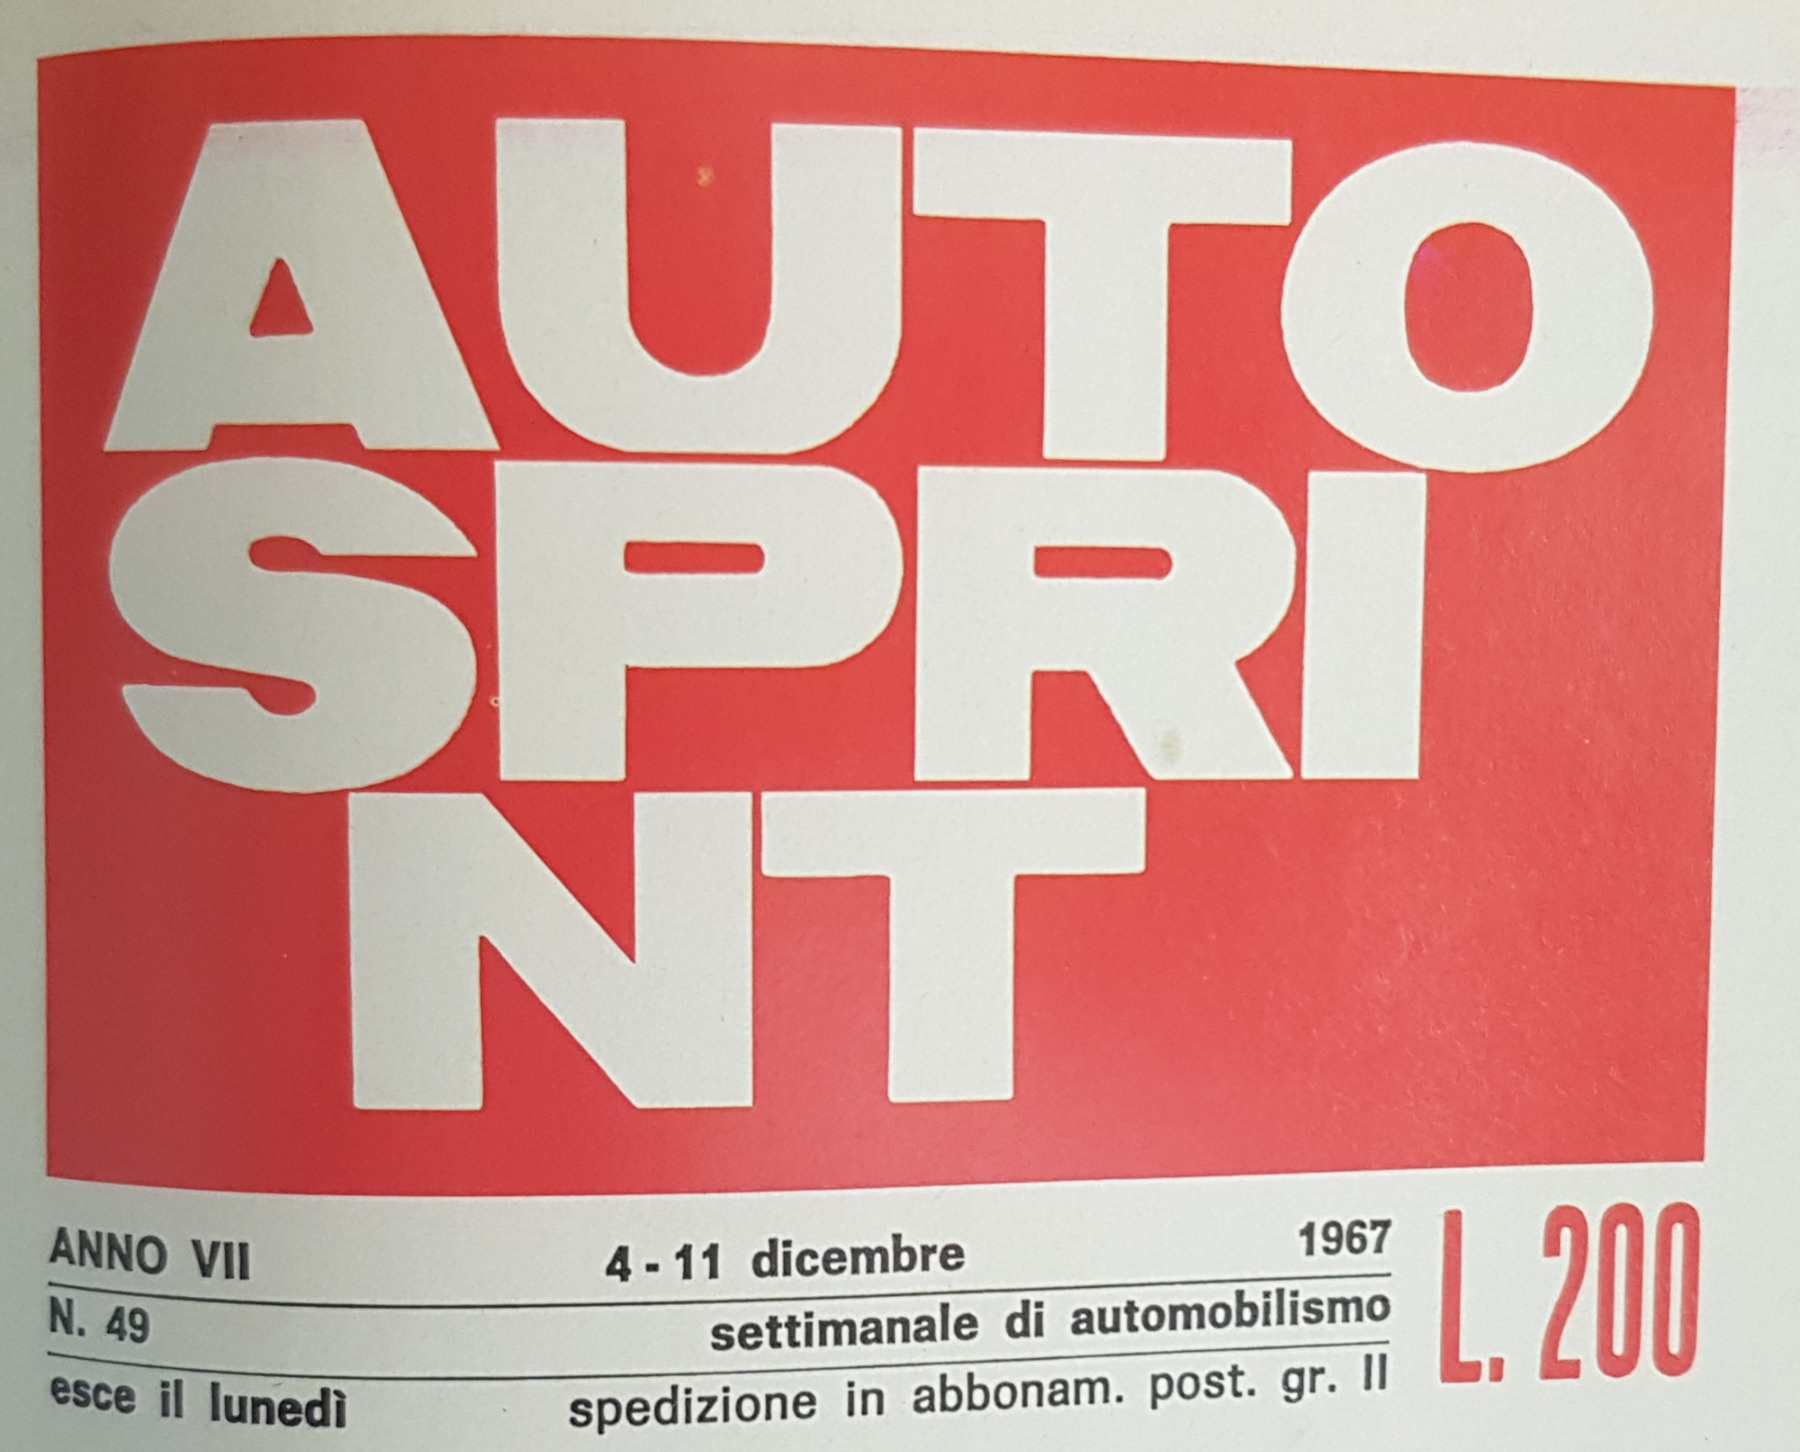 AUTO
SPRI
NT
ANNO VII 4 - 11 dicembre 1967
N. 49 settimanale di automobilismo
esce il lunedì spedizione in abbonam. post. gr. II
L. 200